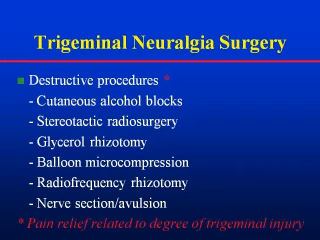 Trigeminal Neuralgia Surgery
Destructive procedures *
- Cutaneous alcohol blocks
- Stereotactic radiosurgery
- Glycerol rhizotomy
- Balloon microcompression
- Radiofrequency rhizotomy
- Nerve section/avulsion
* Pain relief related to degree of trigeminal injury